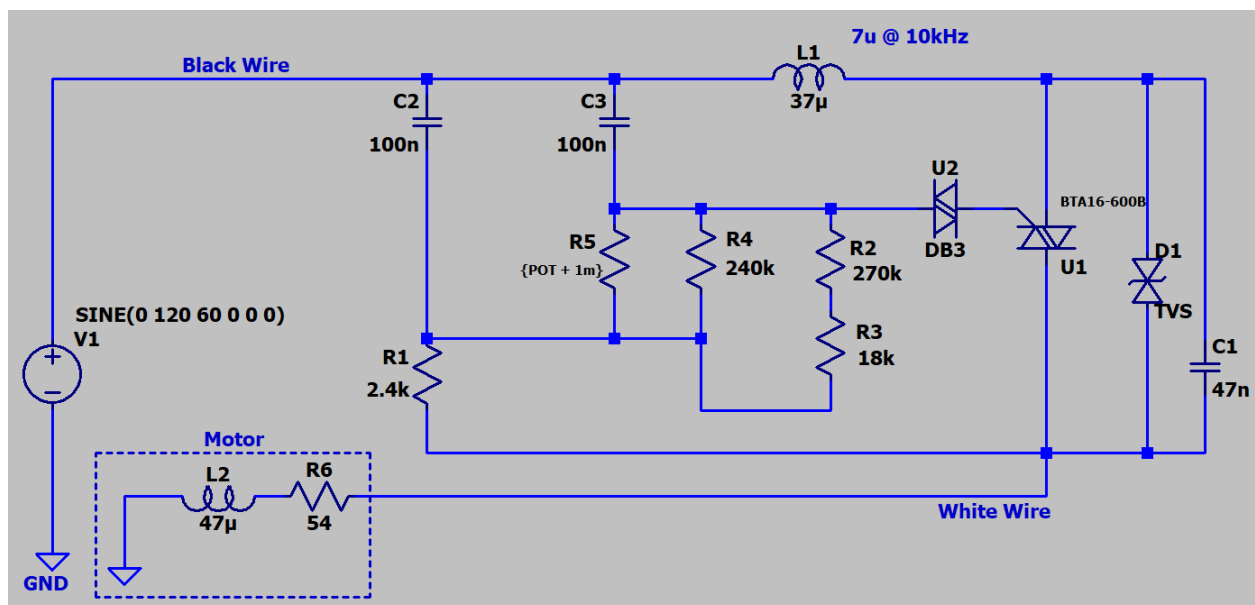 7u @ 10kHz
Black Wire
L1
37µ
C2
100n
C3
100n
U2
DB3
BTA16-600B
U1
R5
{POT + 1m}
R4
240k
R2
270k
D1
TVS
R3
18k
SINE(0 120 60 0 0 0)
V1
R1
2.4k
C1
47n
Motor
L2
47µ
R6
54
White Wire
GND